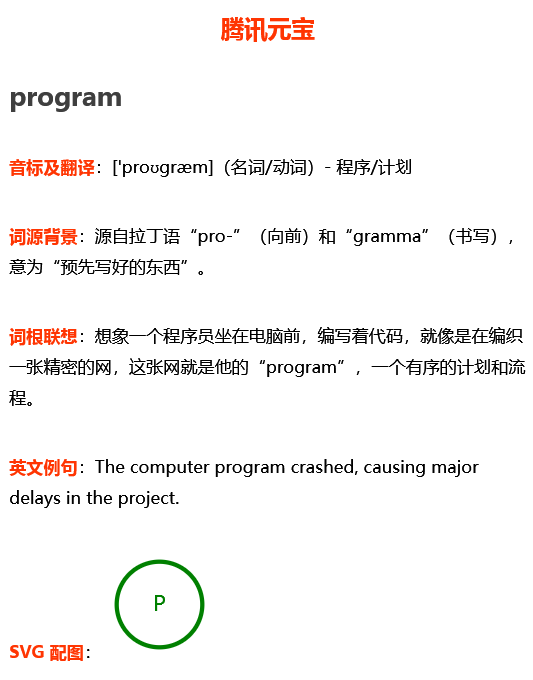 腾讯元宝
program
音标及翻译：['proʊɡræm]（名词/动词）- 程序/计划
词源背景：源自拉丁语“pro-”（向前）和“gramma”（书写），
意为“预先写好的东西”。
词根联想：想象一个程序员坐在电脑前，编写着代码，就像是在编织
一张精密的网，这张网就是他的“program”，一个有序的计划和流
程。
英文例句：The computer program crashed, causing major
delays in the project.
P
SVG 配图：